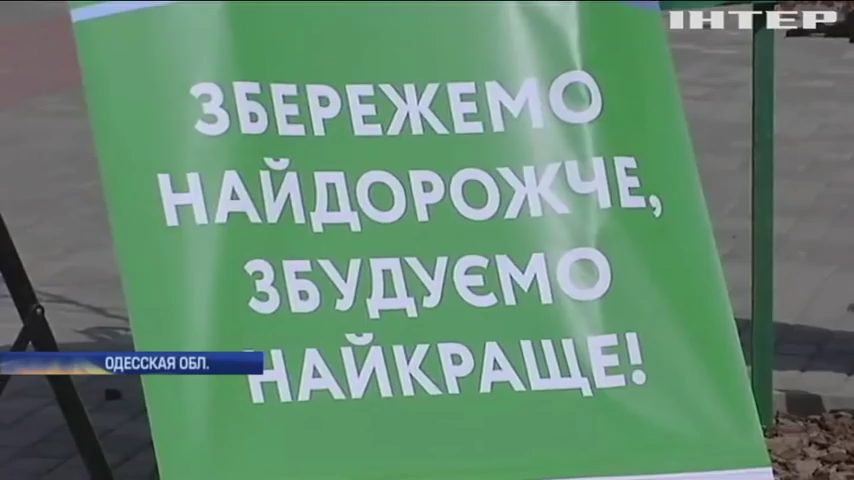 ІНТЕР
ЗБЕРЕЖЕМО
НАЙДОРОЖЧЕ,
ЗБУДУЄМО
НАЙКРАЩЕ!
ОДЕССКАЯ ОБЛ.